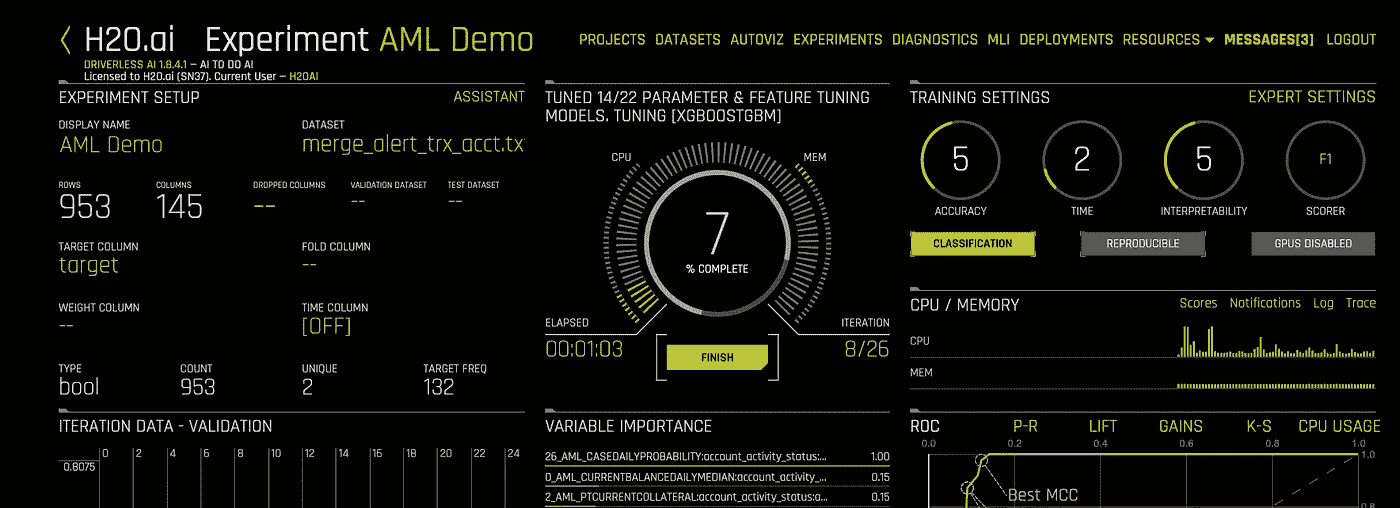 H2O.ai Experiment AML Demo
PROJECTS DATASETS AUTOVIZ EXPERIMENTS DIAGNOSTICS MLI DEPLOYMENTS RESOURCES MESSAGES[3] LOGOUT
DRIVERLESS AI 1.8.4.1 – AI TO DO AI
Licensed to H2O.ai (SN37). Current User – H2OAI
EXPERIMENT SETUP ASSISTANT
DISPLAY NAME DATASET
AML Demo merge_alert_trx_acct.tx
ROWS COLUMNS DROPPED COLUMNS VALIDATION DATASET TEST DATASET
953 145 -- -- --
TARGET COLUMN FOLD COLUMN
target --
WEIGHT COLUMN TIME COLUMN
-- [OFF]
TYPE COUNT UNIQUE TARGET FREQ
bool 953 2 132
ITERATION DATA - VALIDATION
0 2 4 6 8 10 12 14 16 18 20 22 24
0.8075
TUNED 14/22 PARAMETER & FEATURE TUNING
MODELS. TUNING [XGBOOSTGBM]
CPU MEM
7
% COMPLETE
ELAPSED ITERATION
00:01:03 8/26
FINISH
VARIABLE IMPORTANCE
26_AML_CASEDAILYPROBABILITY:account_activity_status:... 1.00
0_AML_CURRENTBALANCEDAILYMEDIAN:account_activity_... 0.15
2_AML_PTCURRENTCOLLATERAL:account_activity_status:a... 0.15
TRAINING SETTINGS EXPERT SETTINGS
5 2 5 F1
ACCURACY TIME INTERPRETABILITY SCORER
CLASSIFICATION REPRODUCIBLE GPUS DISABLED
CPU / MEMORY Scores Notifications Log Trace
CPU
MEM
ROC P-R LIFT GAINS K-S CPU USAGE
0.0 0.2 0.4 0.6 0.8 1.0
1.0
Best MCC
0.8